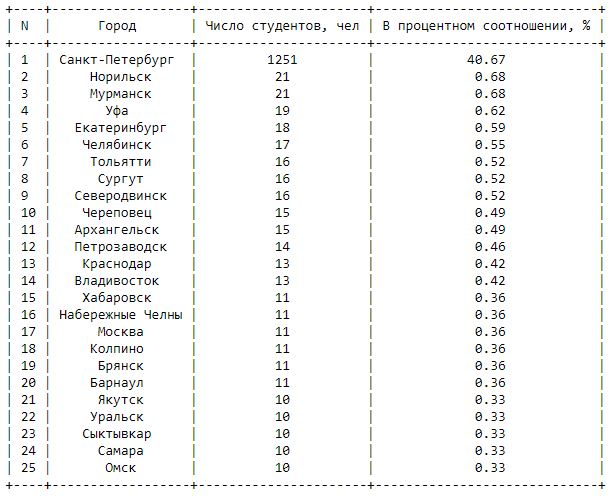 +----+------------------+----------------------+----------------------------+
| N | Город | Число студентов, чел | В процентном соотношении, % |
+----+------------------+----------------------+----------------------------+
| 1 | Санкт-Петербург | 1251 | 40.67 |
| 2 | Норильск | 21 | 0.68 |
| 3 | Мурманск | 21 | 0.68 |
| 4 | Уфа | 19 | 0.62 |
| 5 | Екатеринбург | 18 | 0.59 |
| 6 | Челябинск | 17 | 0.55 |
| 7 | Тольятти | 16 | 0.52 |
| 8 | Сургут | 16 | 0.52 |
| 9 | Северодвинск | 16 | 0.52 |
| 10 | Череповец | 15 | 0.49 |
| 11 | Архангельск | 15 | 0.49 |
| 12 | Петрозаводск | 14 | 0.46 |
| 13 | Краснодар | 13 | 0.42 |
| 14 | Владивосток | 13 | 0.42 |
| 15 | Хабаровск | 11 | 0.36 |
| 16 | Набережные Челны | 11 | 0.36 |
| 17 | Москва | 11 | 0.36 |
| 18 | Колпино | 11 | 0.36 |
| 19 | Брянск | 11 | 0.36 |
| 20 | Барнаул | 11 | 0.36 |
| 21 | Якутск | 10 | 0.33 |
| 22 | Уральск | 10 | 0.33 |
| 23 | Сыктывкар | 10 | 0.33 |
| 24 | Самара | 10 | 0.33 |
| 25 | Омск | 10 | 0.33 |
+----+------------------+----------------------+----------------------------+